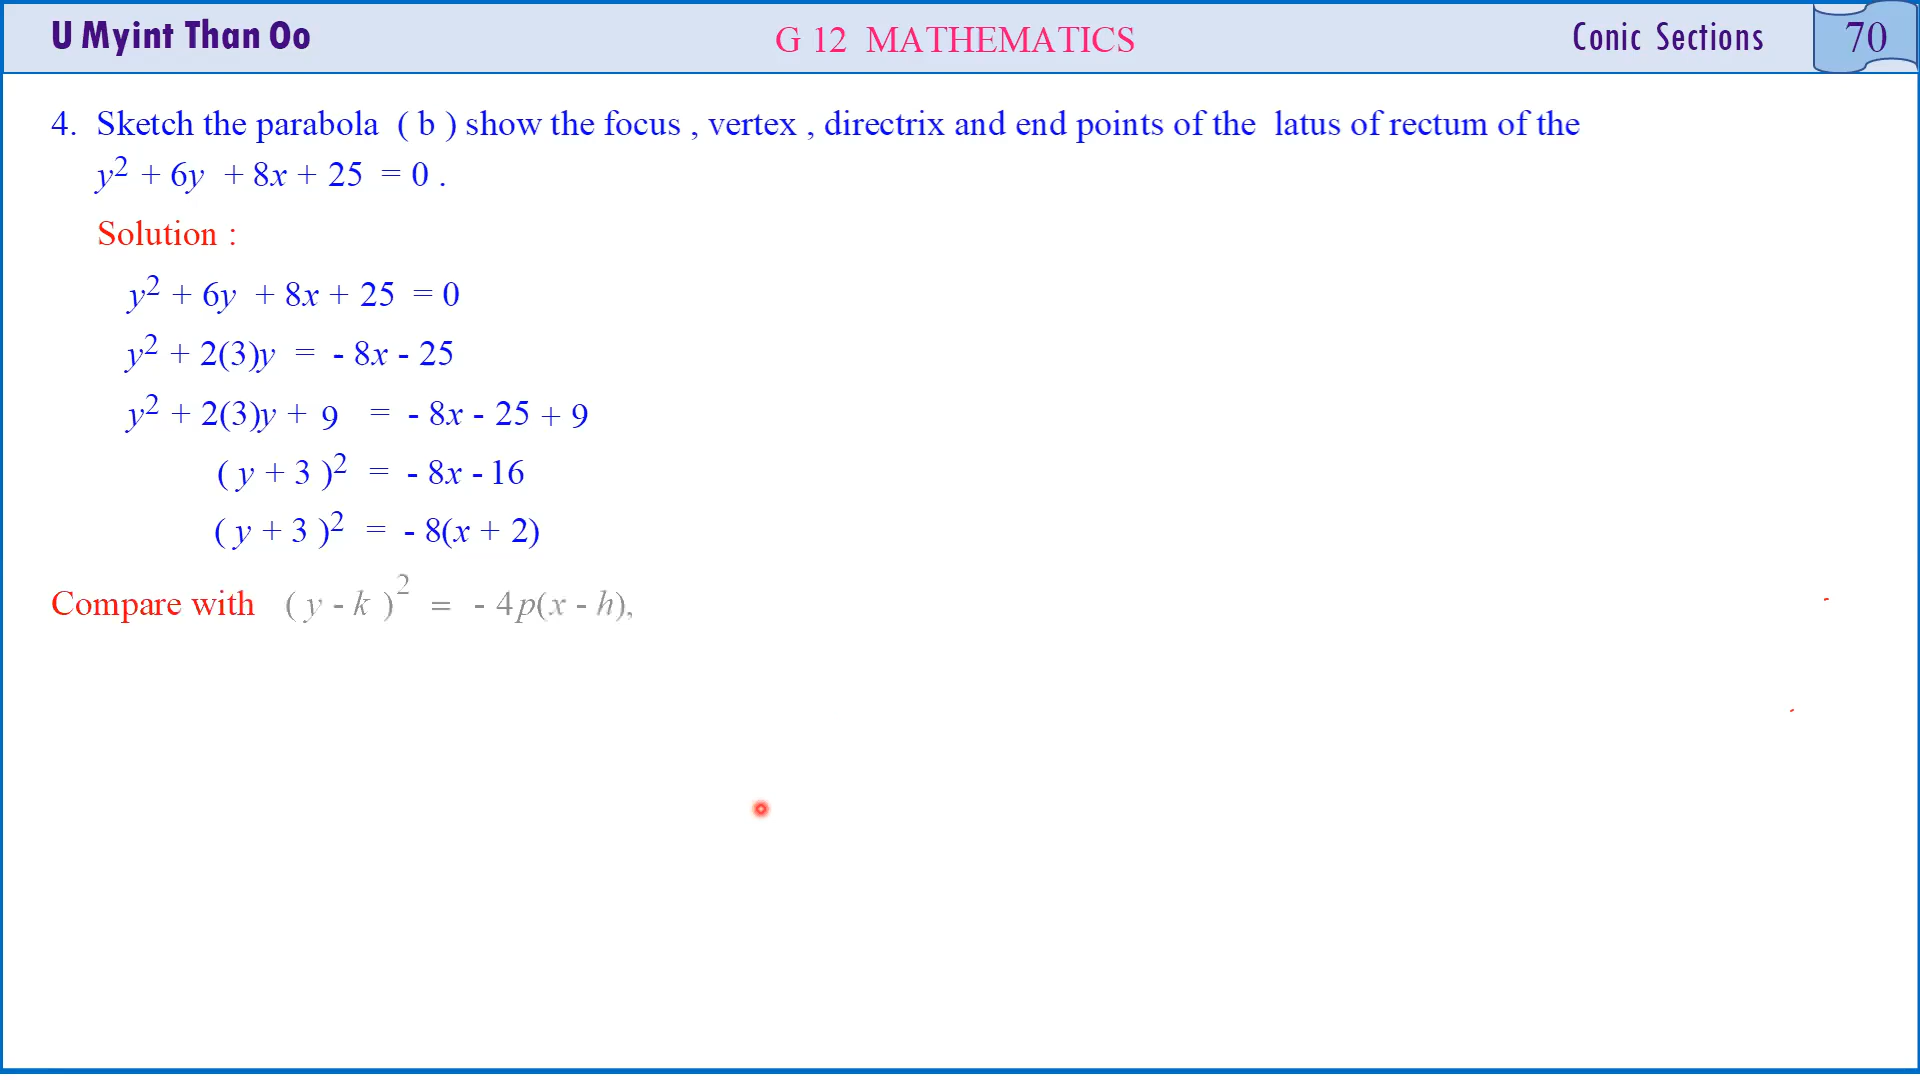 U Myint Than Oo
G 12 MATHEMATICS
Conic Sections
70
4. Sketch the parabola ( b ) show the focus , vertex , directrix and end points of the latus of rectum of the
y² + 6y + 8x + 25 = 0 .
Solution :
y² + 6y + 8x + 25 = 0
y² + 2(3)y = - 8x - 25
y² + 2(3)y + 9 = - 8x - 25 + 9
( y + 3 )² = - 8x - 16
( y + 3 )² = - 8(x + 2)
Compare with ( y - k )² = - 4p(x - h),